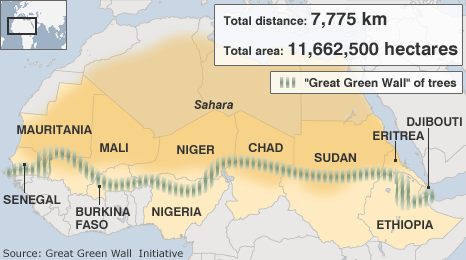 Total distance: 7,775 km
Total area: 11,662,500 hectares
"Great Green Wall" of trees
Sahara
DJIBOUTI
ERITREA
MAURITANIA
MALI
NIGER
CHAD
SUDAN
SENEGAL
BURKINA
FASO
NIGERIA
ETHIOPIA
Source: Great Green Wall Initiative